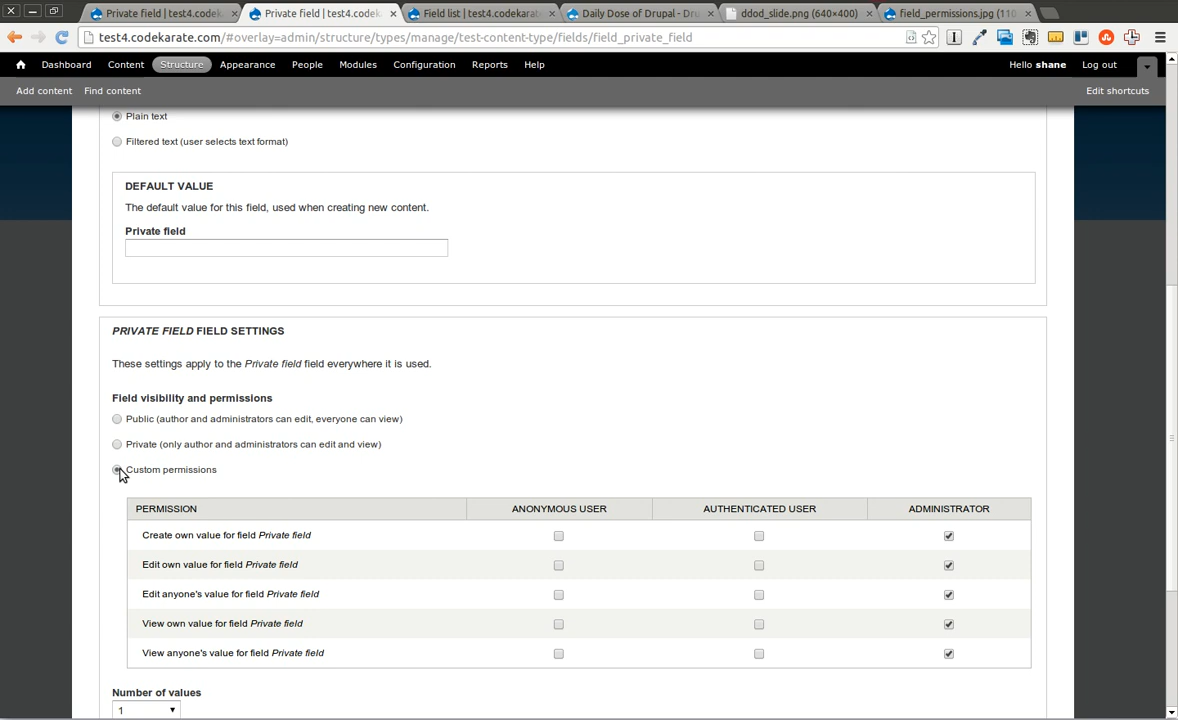 Private field | test4.codek
Private field | test4.codek
Field list | test4.codekarat
Daily Dose of Drupal - Dru
ddod_slide.png (640×400)
field_permissions.jpg (110
test4.codekarate.com/#overlay=admin/structure/types/manage/test-content-type/fields/field_private_field
Dashboard Content Structure Appearance People Modules Configuration Reports Help Hello shane Log out
Add content Find content Edit shortcuts
Plain text
Filtered text (user selects text format)
DEFAULT VALUE
The default value for this field, used when creating new content.
Private field
PRIVATE FIELD FIELD SETTINGS
These settings apply to the Private field field everywhere it is used.
Field visibility and permissions
Public (author and administrators can edit, everyone can view)
Private (only author and administrators can edit and view)
Custom permissions
PERMISSION ANONYMOUS USER AUTHENTICATED USER ADMINISTRATOR
Create own value for field Private field
Edit own value for field Private field
Edit anyone's value for field Private field
View own value for field Private field
View anyone's value for field Private field
Number of values
1